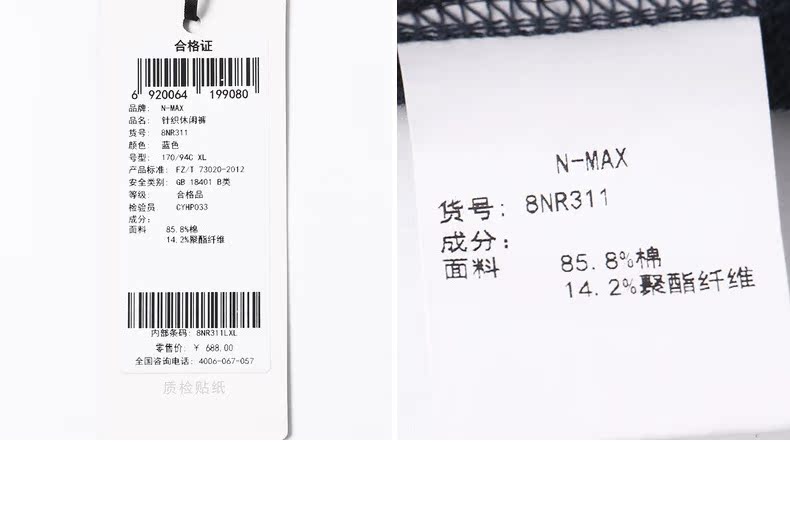 合格证
6 920064 199080
品牌: N-MAX
品名: 针织休闲裤
货号: 8NR311
颜色: 蓝色
号型: 170/94C XL
产品标准: FZ/T 73020-2012
安全类别: GB 18401 B类
等级: 合格品
检验员 CYHP033
成分:
面料 85.8%棉
14.2%聚酯纤维
内部条码: 8NR311LXL
零售价: ¥ 688.00
全国咨询电话: 4006-067-057
质检贴纸
N-MAX
货号: 8NR311
成分:
面料 85.8%棉
14.2%聚酯纤维